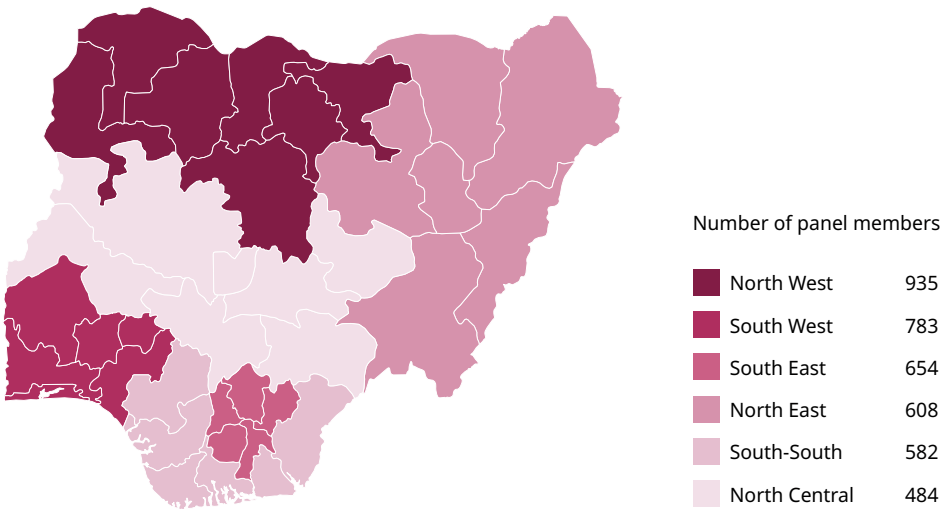 Number of panel members
North West 935
South West 783
South East 654
North East 608
South-South 582
North Central 484